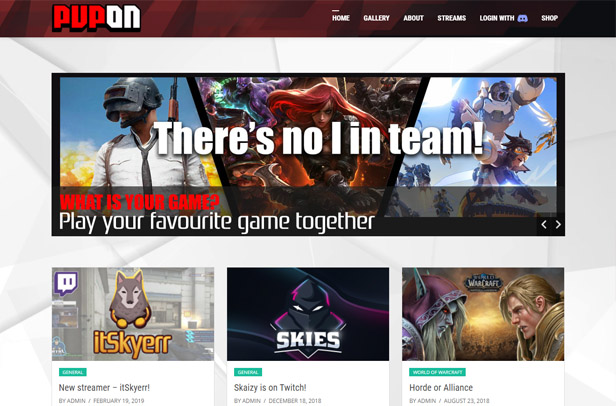 PVPON
HOME GALLERY ABOUT STREAMS LOGIN WITH SHOP
There's no I in team!
WHAT IS YOUR GAME?
Play your favourite game together
itSkyerr
SKIES
WORLD OF WARCRAFT
GENERAL
New streamer – itSkyerr!
BY ADMIN / FEBRUARY 19, 2019
GENERAL
Skaizy is on Twitch!
BY ADMIN / DECEMBER 18, 2018
WORLD OF WARCRAFT
Horde or Alliance
BY ADMIN / AUGUST 23, 2018